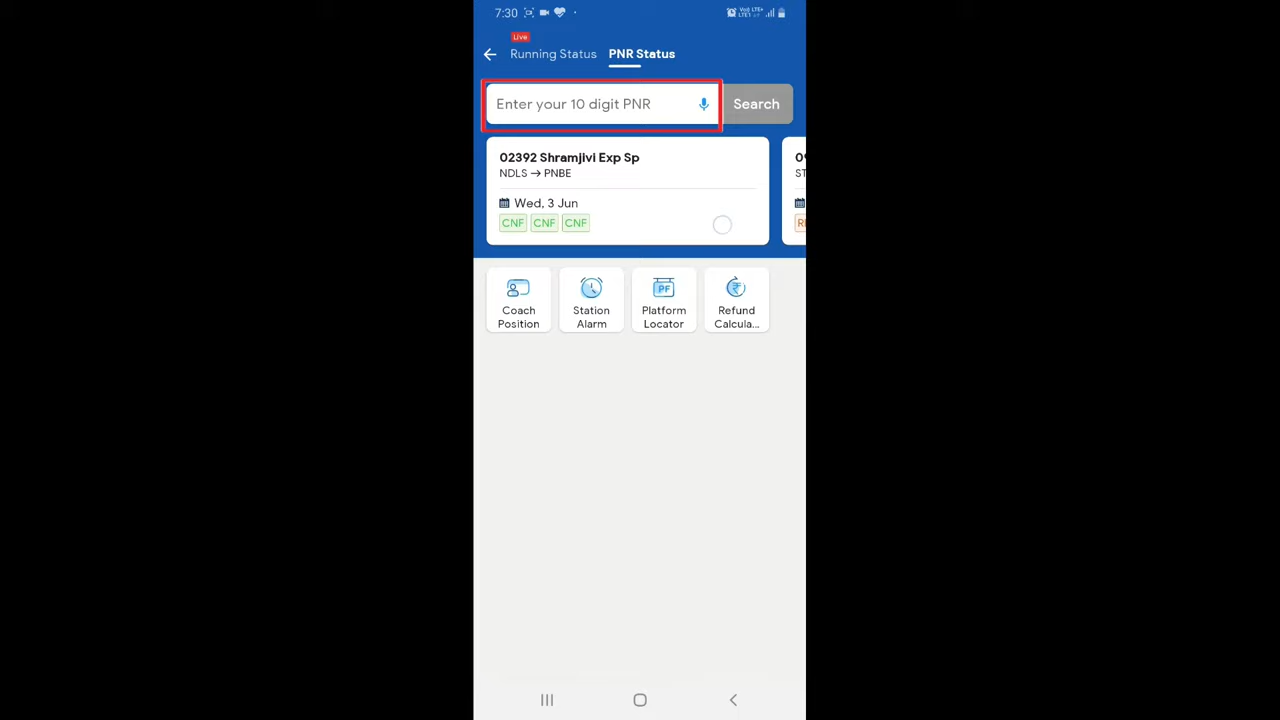 7:30
Live
Running Status PNR Status
Enter your 10 digit PNR Search
02392 Shramjivi Exp Sp
NDLS → PNBE
Wed, 3 Jun
CNF CNF CNF
Coach Position
Station Alarm
Platform Locator
Refund Calcula...
PF